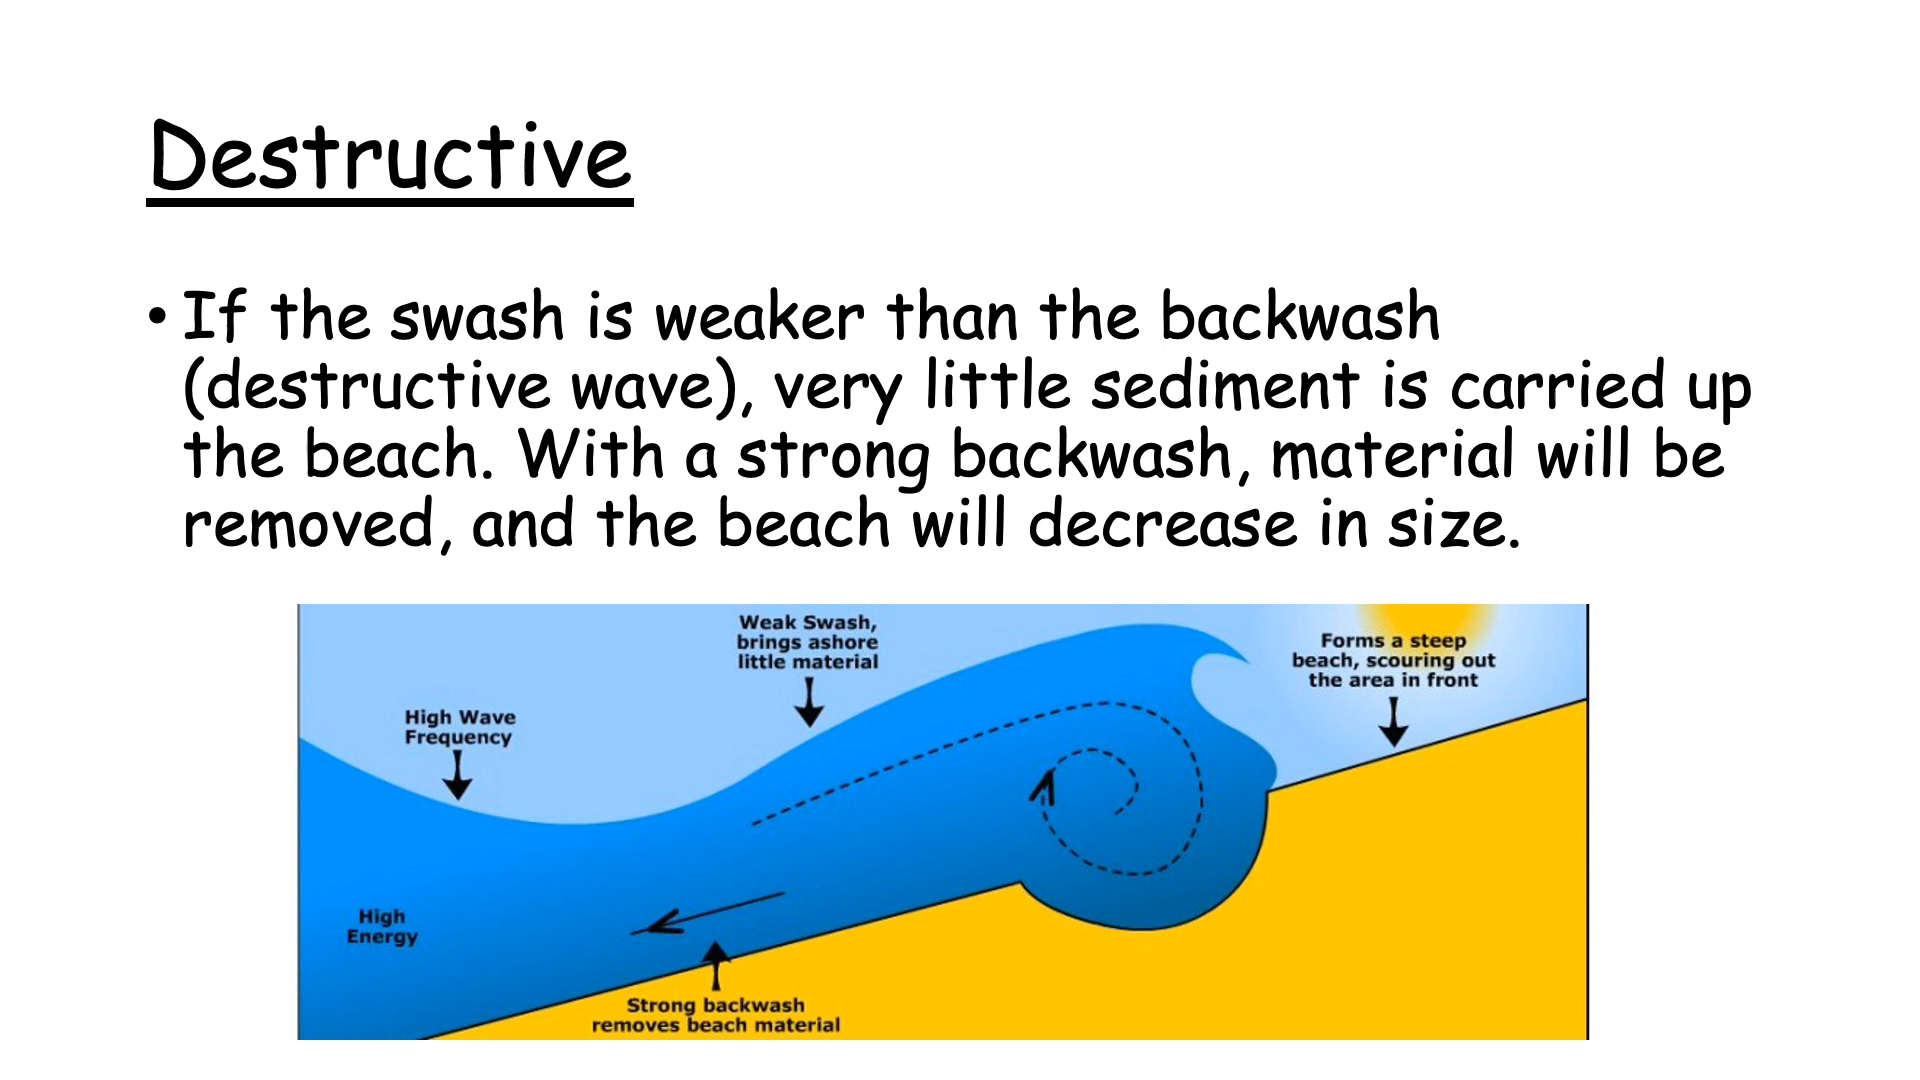 Destructive
• If the swash is weaker than the backwash
(destructive wave), very little sediment is carried up
the beach. With a strong backwash, material will be
removed, and the beach will decrease in size.
Weak Swash,
brings ashore
little material
Forms a steep
beach, scouring out
the area in front
High Wave
Frequency
High
Energy
Strong backwash
removes beach material